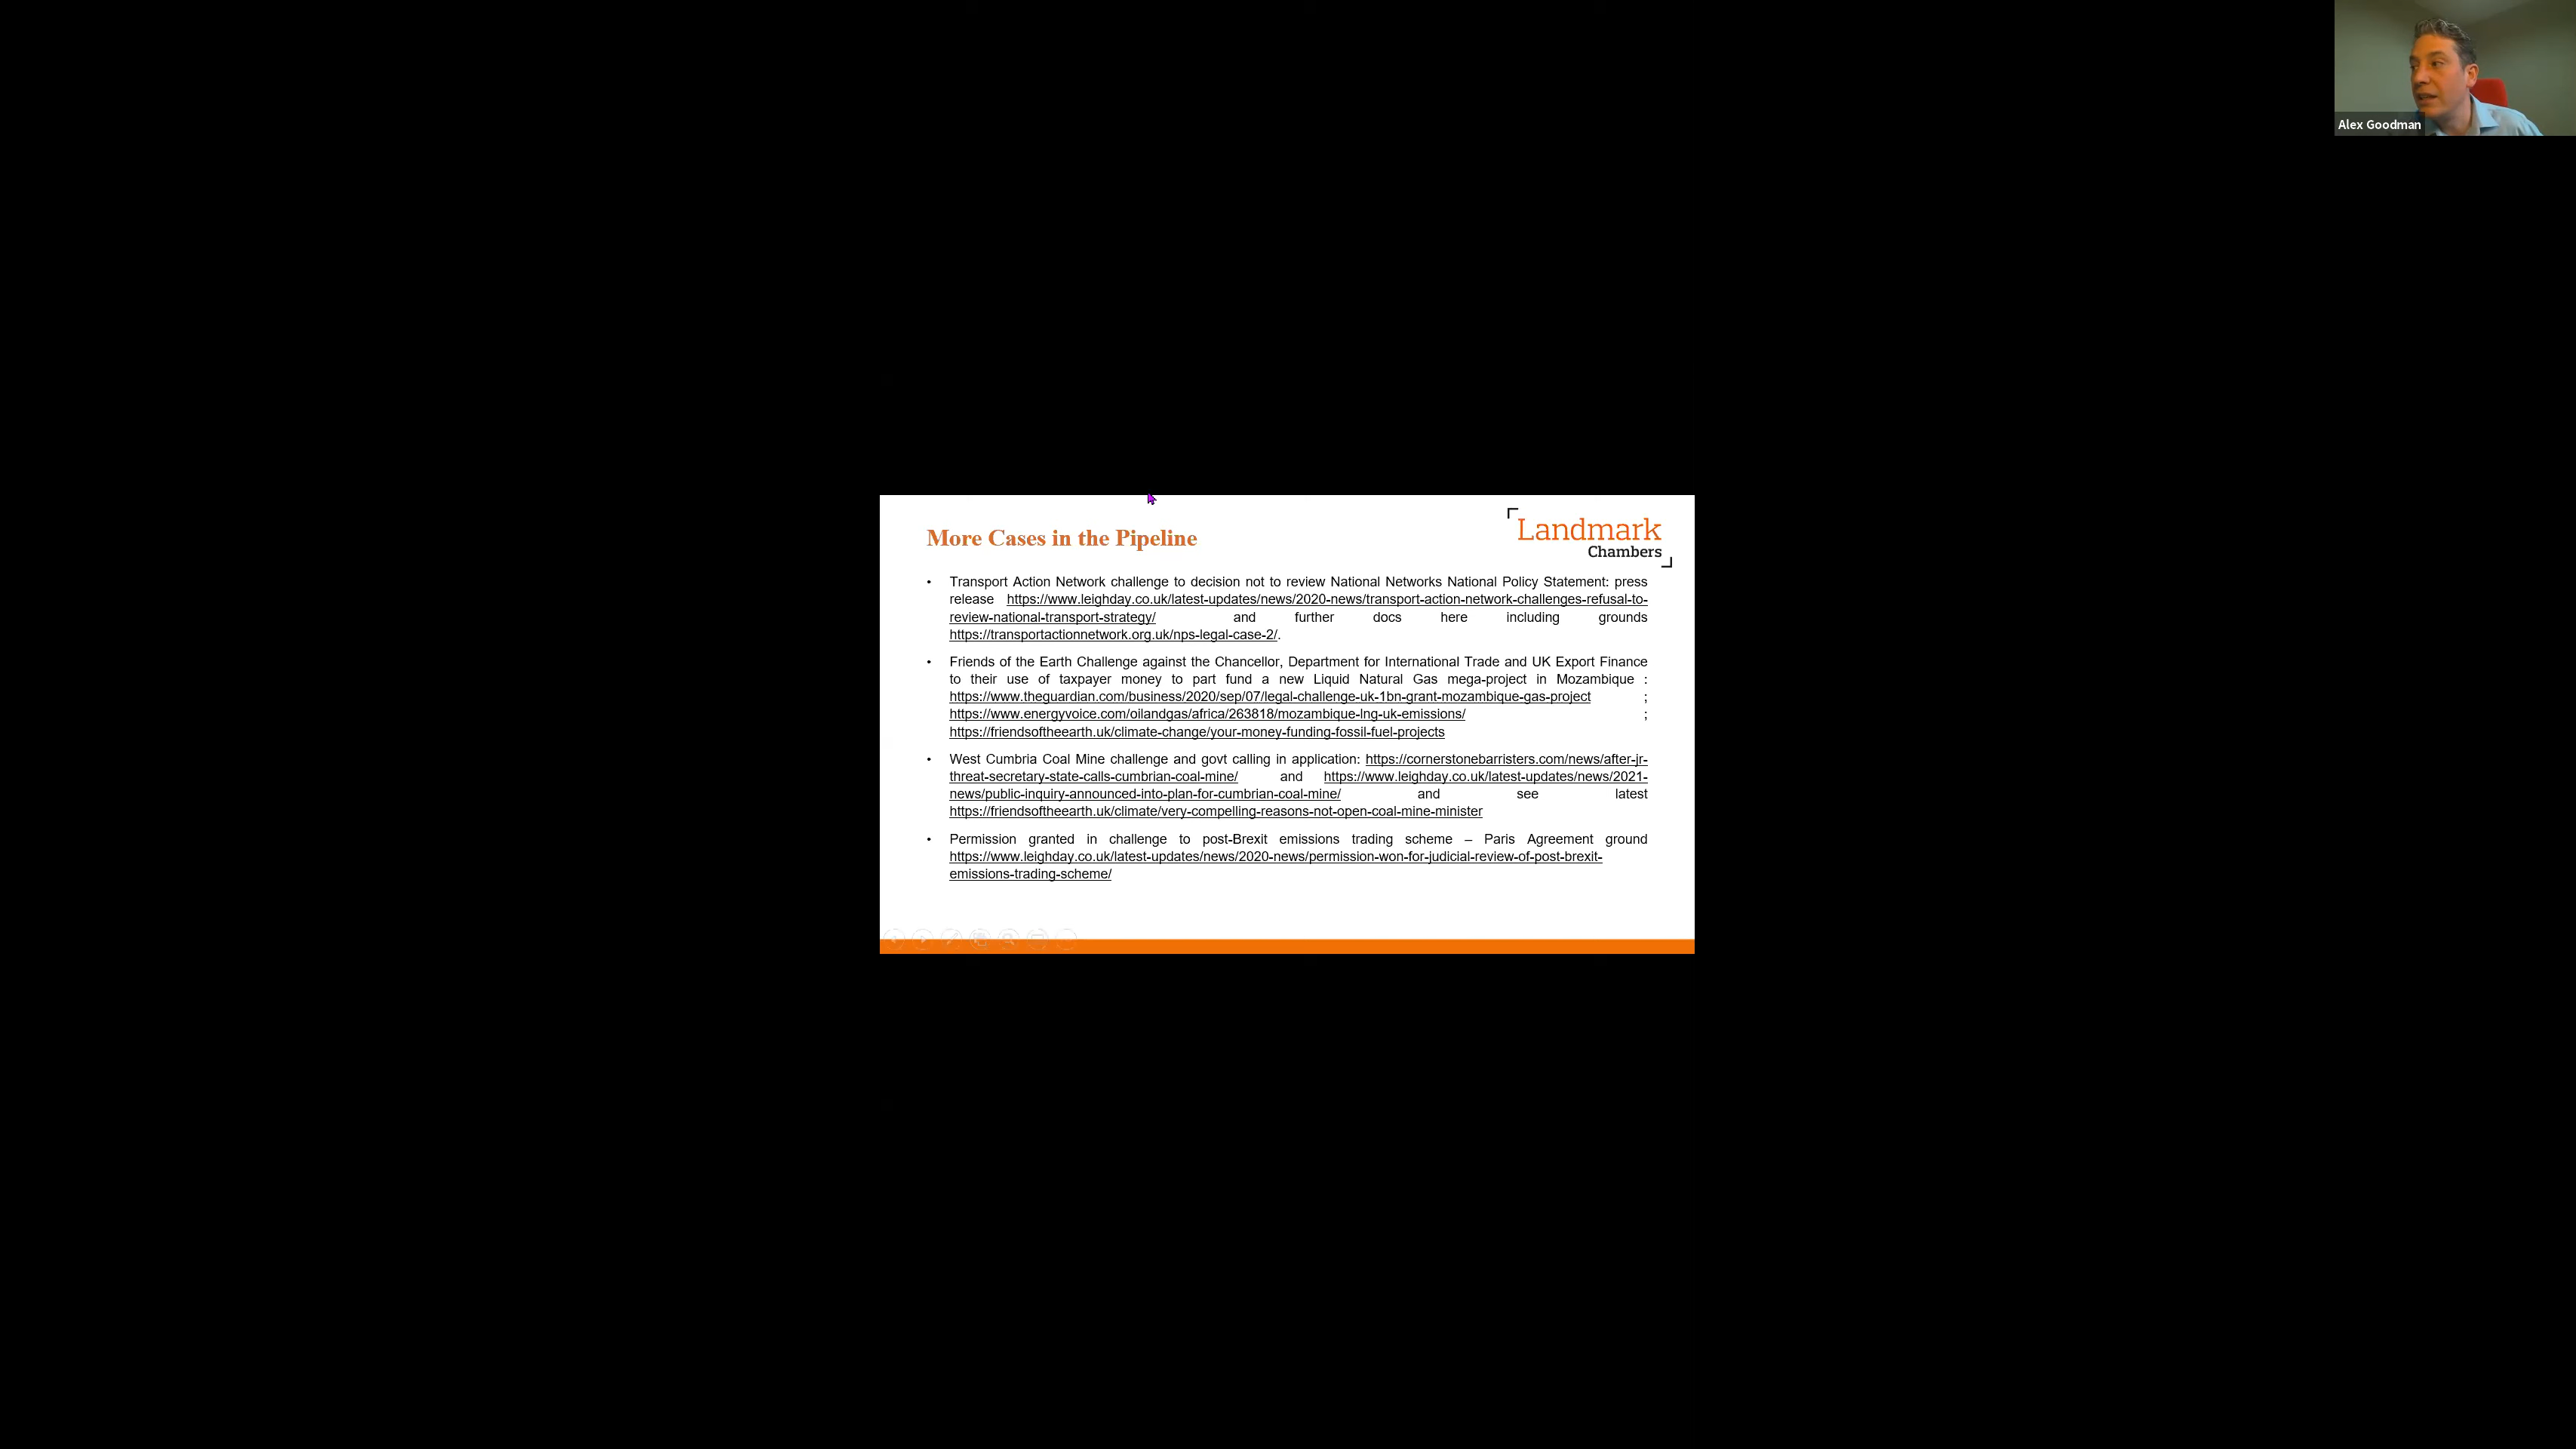 Alex Goodman
More Cases in the Pipeline
Landmark
Chambers
• Transport Action Network challenge to decision not to review National Networks National Policy Statement: press
release https://www.leighday.co.uk/latest-updates/news/2020-news/transport-action-network-challenges-refusal-to-
review-national-transport-strategy/ and further docs here including grounds
https://transportactionnetwork.org.uk/nps-legal-case-2/.
• Friends of the Earth Challenge against the Chancellor, Department for International Trade and UK Export Finance
to their use of taxpayer money to part fund a new Liquid Natural Gas mega-project in Mozambique :
https://www.theguardian.com/business/2020/sep/07/legal-challenge-uk-1bn-grant-mozambique-gas-project ;
https://www.energyvoice.com/oilandgas/africa/263818/mozambique-lng-uk-emissions/ ;
https://friendsoftheearth.uk/climate-change/your-money-funding-fossil-fuel-projects
• West Cumbria Coal Mine challenge and govt calling in application: https://cornerstonebarristers.com/news/after-jr-
threat-secretary-state-calls-cumbrian-coal-mine/ and https://www.leighday.co.uk/latest-updates/news/2021-
news/public-inquiry-announced-into-plan-for-cumbrian-coal-mine/ and see latest
https://friendsoftheearth.uk/climate/very-compelling-reasons-not-open-coal-mine-minister
• Permission granted in challenge to post-Brexit emissions trading scheme – Paris Agreement ground
https://www.leighday.co.uk/latest-updates/news/2020-news/permission-won-for-judicial-review-of-post-brexit-
emissions-trading-scheme/